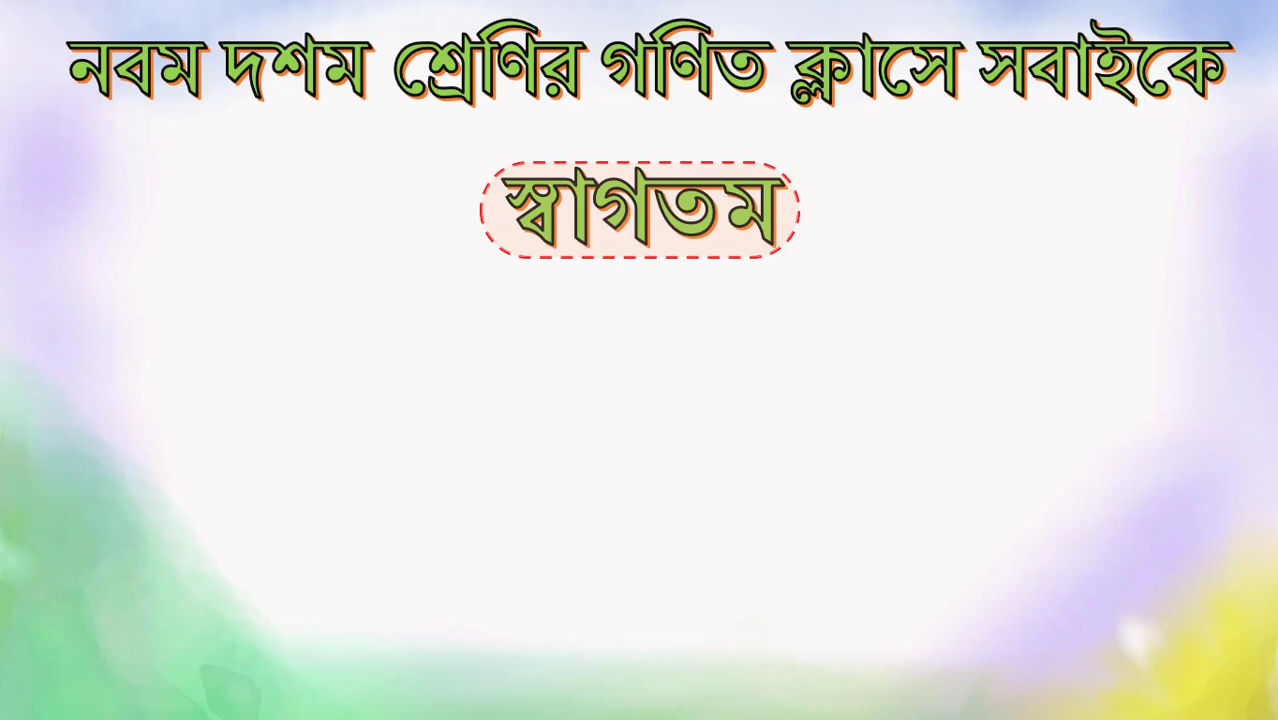 নবম দশম শ্রেণির গণিত ক্লাসে সবাইকে
স্বাগতম